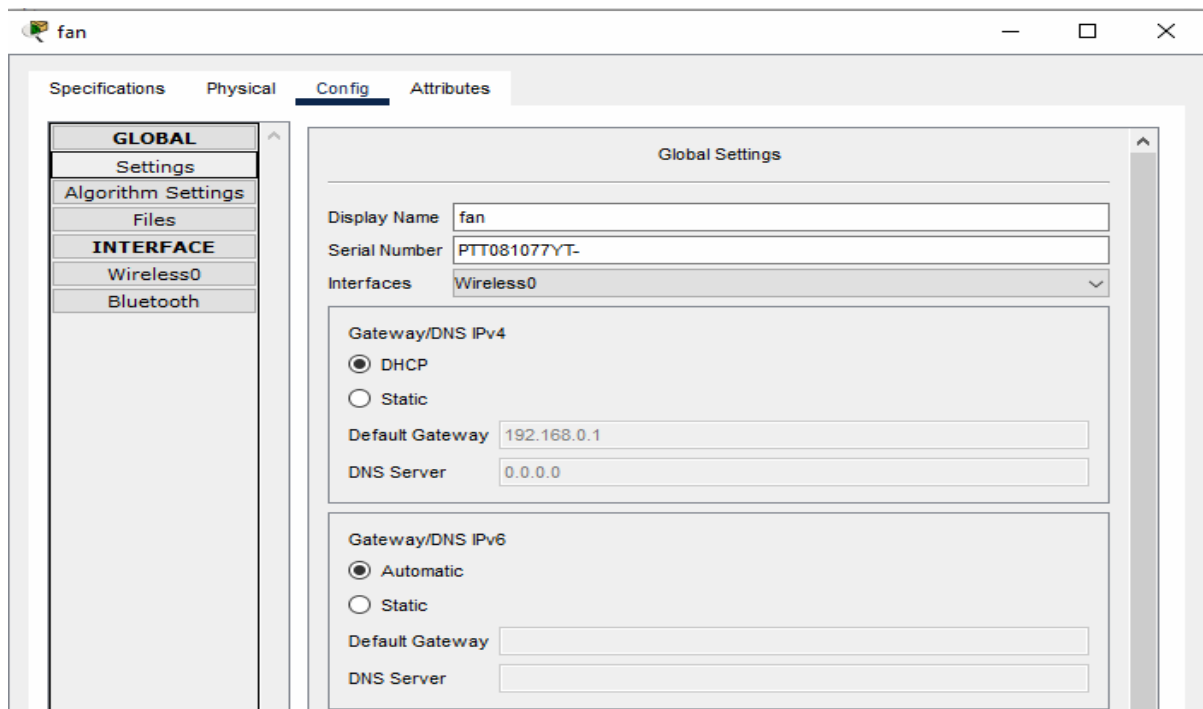 fan
Specifications Physical Config Attributes
GLOBAL
Settings
Algorithm Settings
Files
INTERFACE
Wireless0
Bluetooth
Global Settings
Display Name fan
Serial Number PTT081077YT-
Interfaces Wireless0
Gateway/DNS IPv4
DHCP
Static
Default Gateway 192.168.0.1
DNS Server 0.0.0.0
Gateway/DNS IPv6
Automatic
Static
Default Gateway
DNS Server